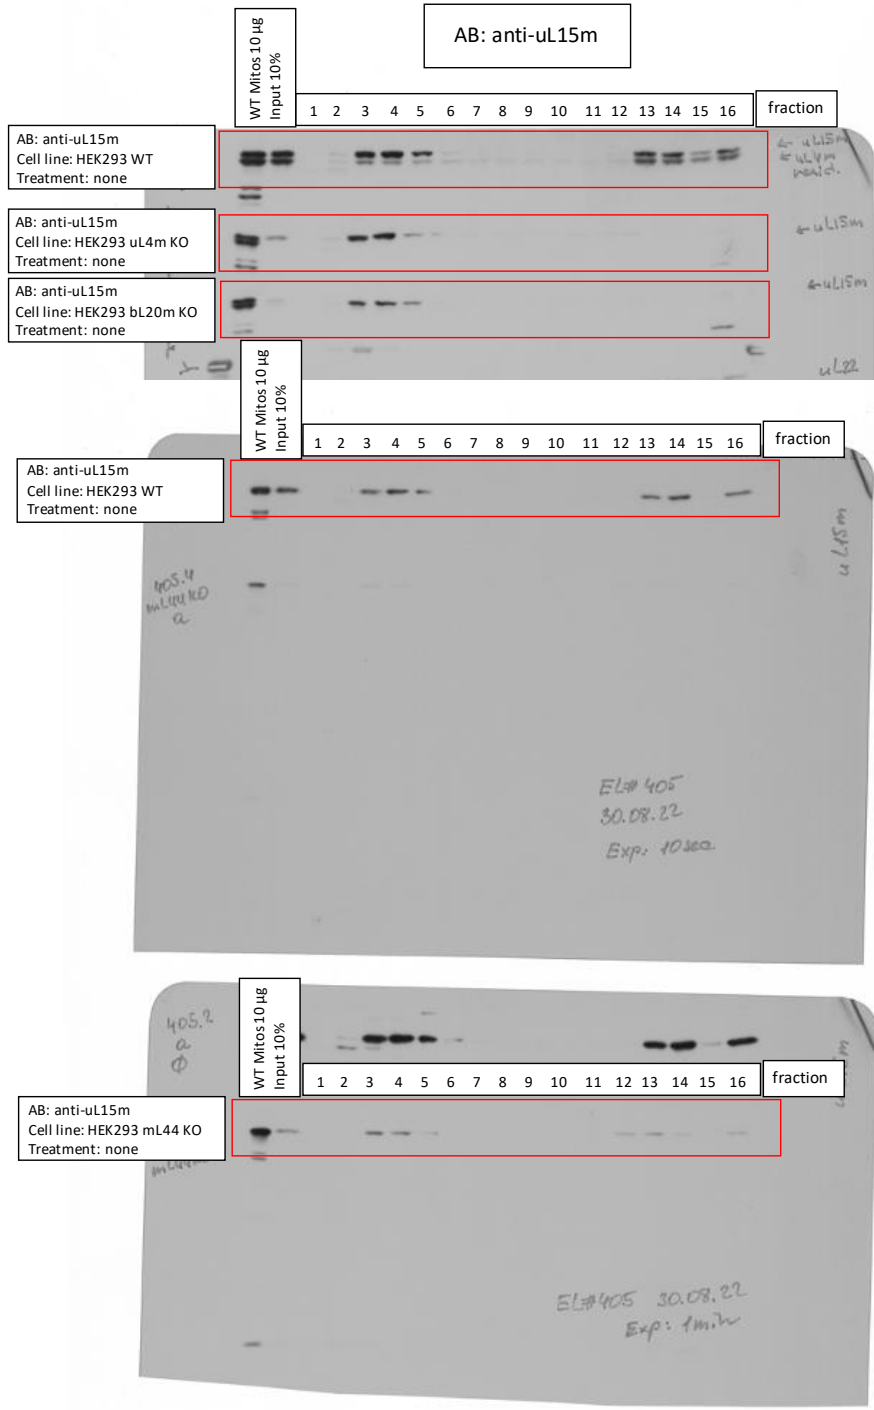 AB: anti-uL15m
WT Mitos 10 µg
Input 10%
1 2 3 4 5 6 7 8 9 10 11 12 13 14 15 16
fraction
AB: anti-uL15m
Cell line: HEK293 WT
Treatment: none
← uL15m
← uL4m
AB: anti-uL15m
Cell line: HEK293 uL4m KO
Treatment: none
← uL15m
AB: anti-uL15m
Cell line: HEK293 bL20m KO
Treatment: none
← uL15m
uL22
WT Mitos 10 µg
Input 10%
1 2 3 4 5 6 7 8 9 10 11 12 13 14 15 16
fraction
AB: anti-uL15m
Cell line: HEK293 WT
Treatment: none
uL15m
405.4
mL44KO
a
EL#405
30.08.22
Exp: 10sec
405.2
a
WT Mitos 10 µg
Input 10%
1 2 3 4 5 6 7 8 9 10 11 12 13 14 15 16
fraction
AB: anti-uL15m
Cell line: HEK293 mL44 KO
Treatment: none
EL#405 30.08.22
Exp: 1min